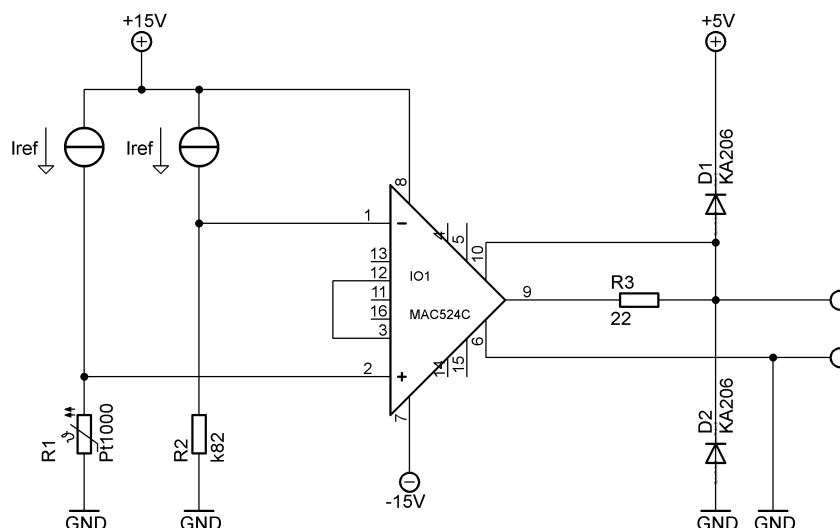 +15V
+5V
Iref
Iref
D1
KA206
8
1
−
4
5
10
13
12
IO1
11
MAC524C
16
3
9
R3
22
6
2
+
14
15
7
R1
ϑ
Pt1000
R2
k82
D2
KA206
-15V
GND
GND
GND
GND